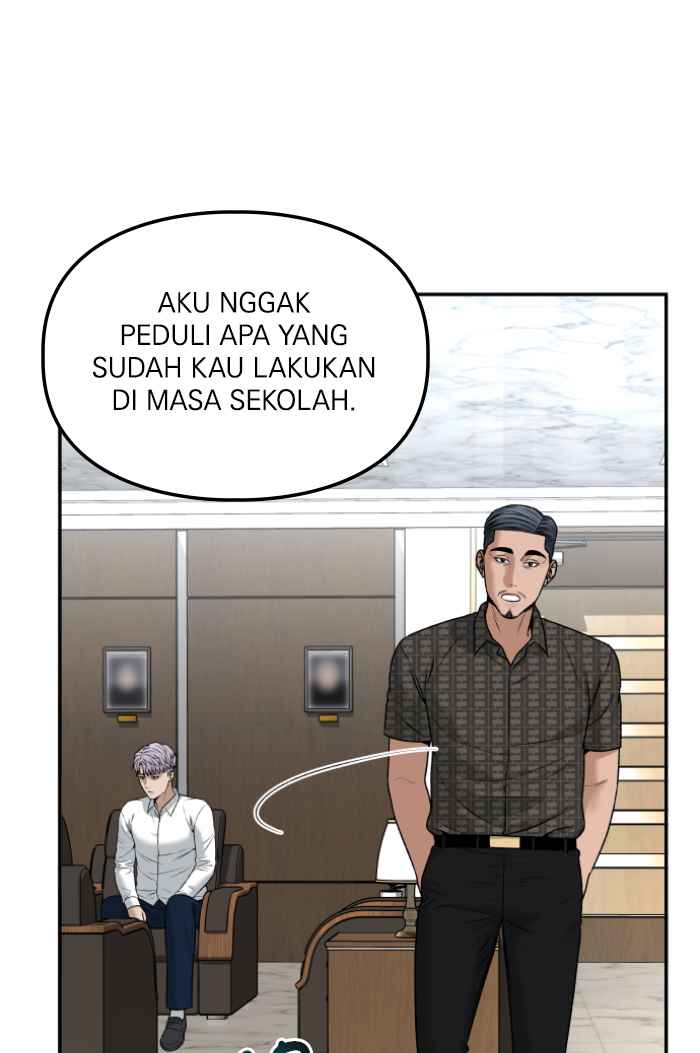 AKU NGGAK
PEDULI APA YANG
SUDAH KAU LAKUKAN
DI MASA SEKOLAH.